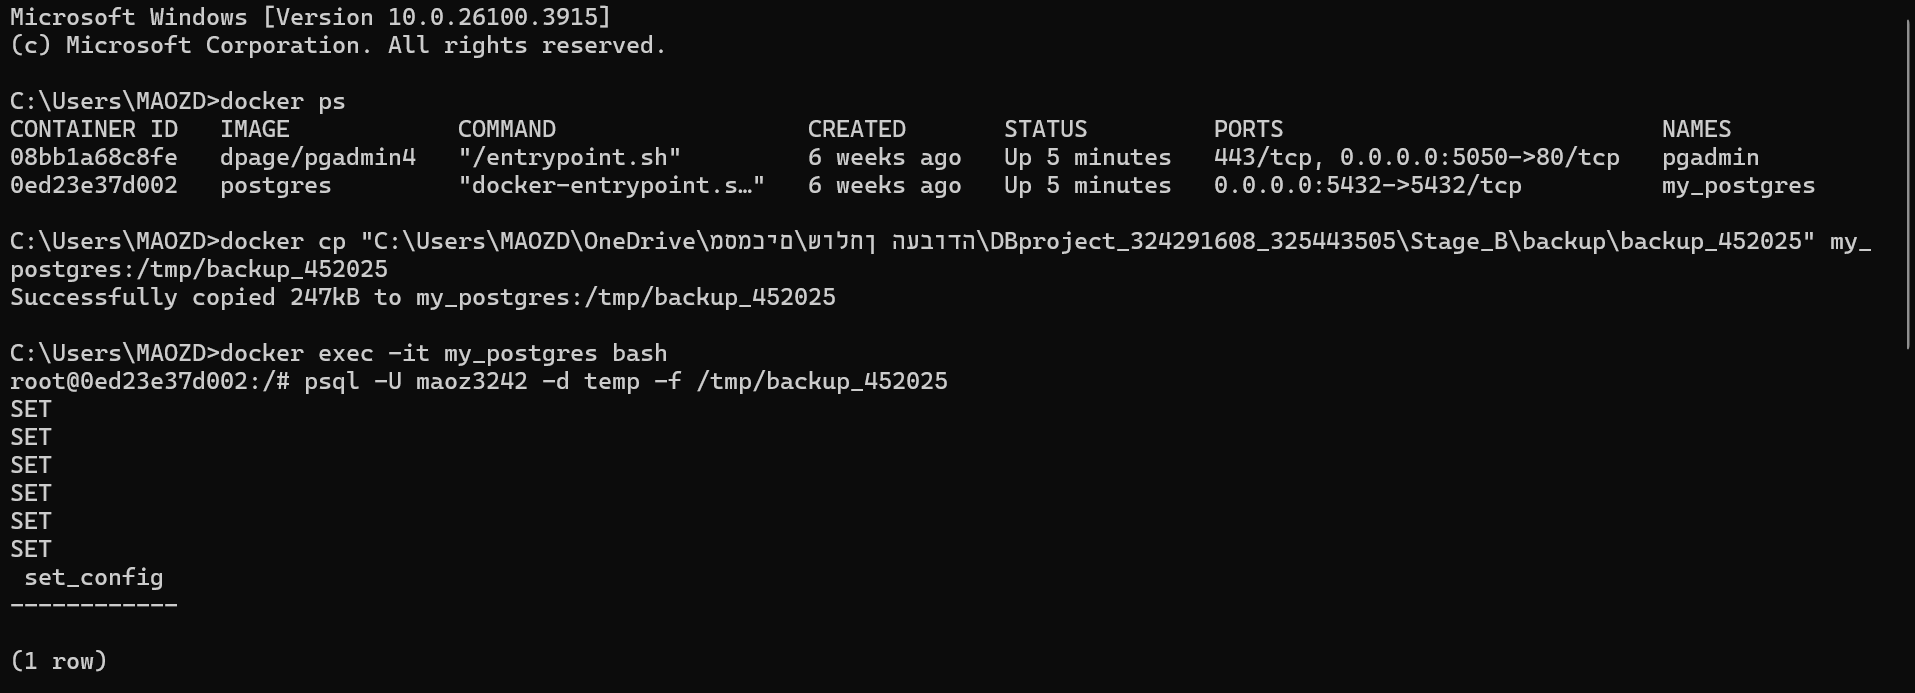 Microsoft Windows [Version 10.0.26100.3915]
(c) Microsoft Corporation. All rights reserved.
C:\Users\MAOZD>docker ps
CONTAINER ID   IMAGE            COMMAND                  CREATED       STATUS         PORTS                           NAMES
08bb1a68c8fe   dpage/pgadmin4   "/entrypoint.sh"         6 weeks ago   Up 5 minutes   443/tcp, 0.0.0.0:5050->80/tcp   pgadmin
0ed23e37d002   postgres         "docker-entrypoint.s…"   6 weeks ago   Up 5 minutes   0.0.0.0:5432->5432/tcp          my_postgres
C:\Users\MAOZD>docker cp "C:\Users\MAOZD\OneDrive\מסמכים\שולחן העבודה\DBproject_324291608_325443505\Stage_B\backup\backup_452025" my_
postgres:/tmp/backup_452025
Successfully copied 247kB to my_postgres:/tmp/backup_452025
C:\Users\MAOZD>docker exec -it my_postgres bash
root@0ed23e37d002:/# psql -U maoz3242 -d temp -f /tmp/backup_452025
SET
SET
SET
SET
SET
SET
 set_config
------------
(1 row)